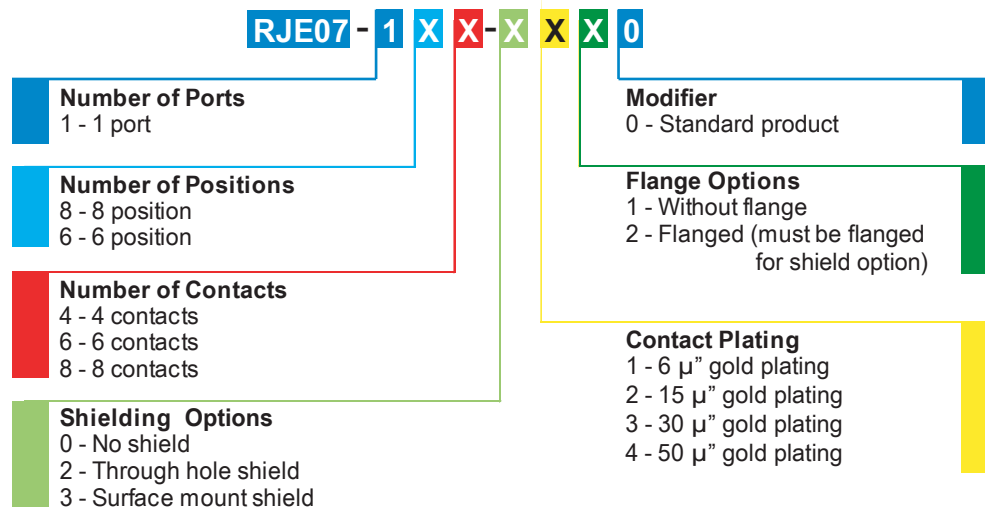 RJE07 - 1 X X - X X X 0
Number of Ports
1 - 1 port
Number of Positions
8 - 8 position
6 - 6 position
Number of Contacts
4 - 4 contacts
6 - 6 contacts
8 - 8 contacts
Shielding Options
0 - No shield
2 - Through hole shield
3 - Surface mount shield
Modifier
0 - Standard product
Flange Options
1 - Without flange
2 - Flanged (must be flanged
for shield option)
Contact Plating
1 - 6 µ” gold plating
2 - 15 µ” gold plating
3 - 30 µ” gold plating
4 - 50 µ” gold plating